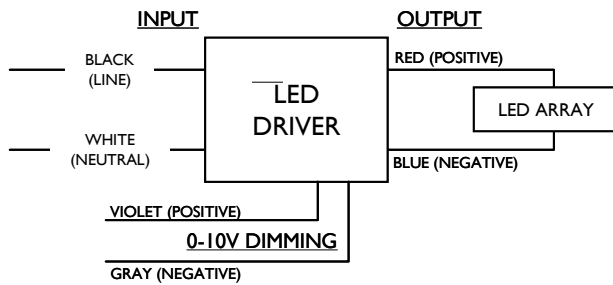 INPUT
OUTPUT
BLACK
(LINE)
LED
DRIVER
RED (POSITIVE)
LED ARRAY
WHITE
(NEUTRAL)
BLUE (NEGATIVE)
VIOLET (POSITIVE)
0-10V DIMMING
GRAY (NEGATIVE)